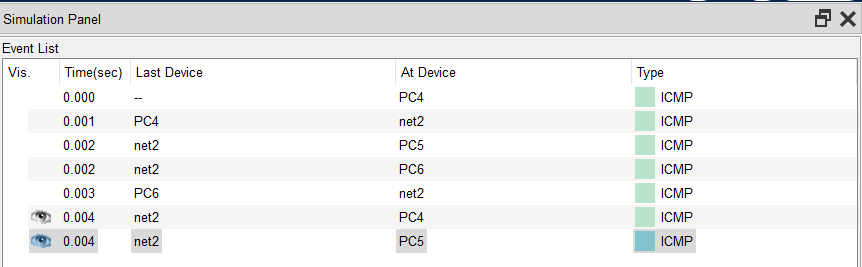 Simulation Panel
Event List
Vis. Time(sec) Last Device At Device Type
0.000 -- PC4 ICMP
0.001 PC4 net2 ICMP
0.002 net2 PC5 ICMP
0.002 net2 PC6 ICMP
0.003 PC6 net2 ICMP
0.004 net2 PC4 ICMP
0.004 net2 PC5 ICMP